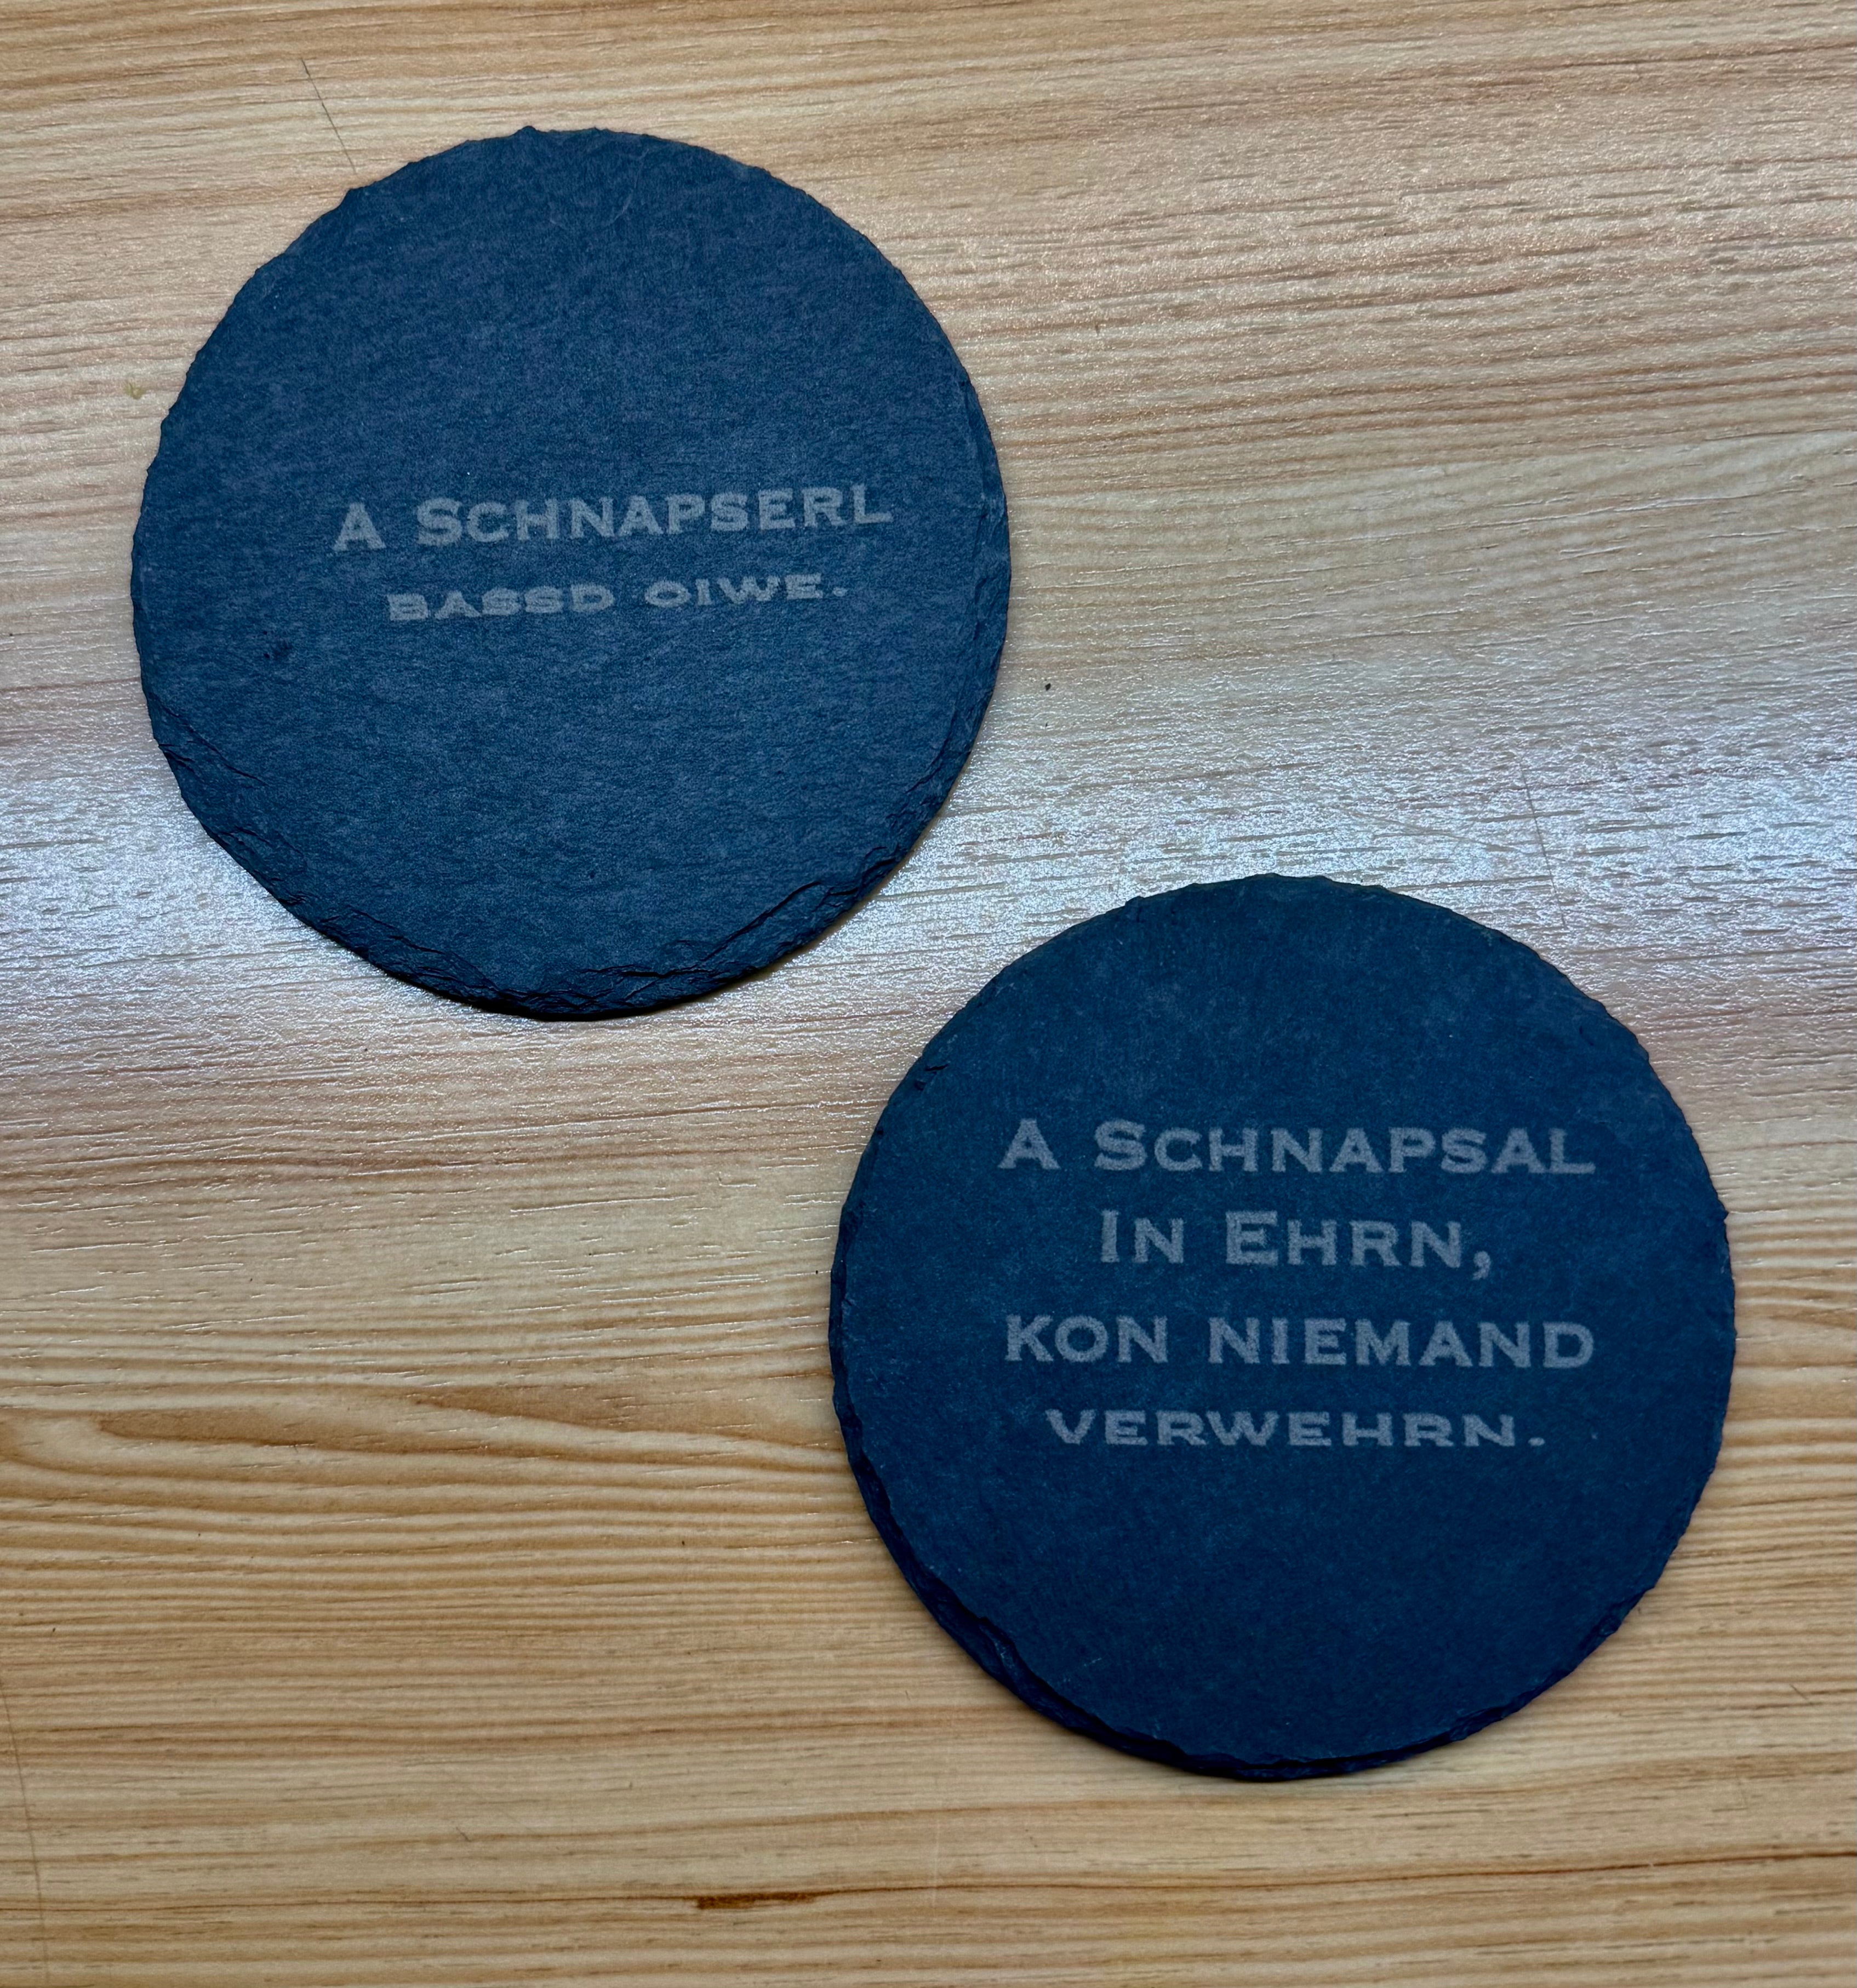 A SCHNAPSERL
BASSD OIWE.
A SCHNAPSAL
IN EHRN,
KON NIEMAND
VERWEHRN.